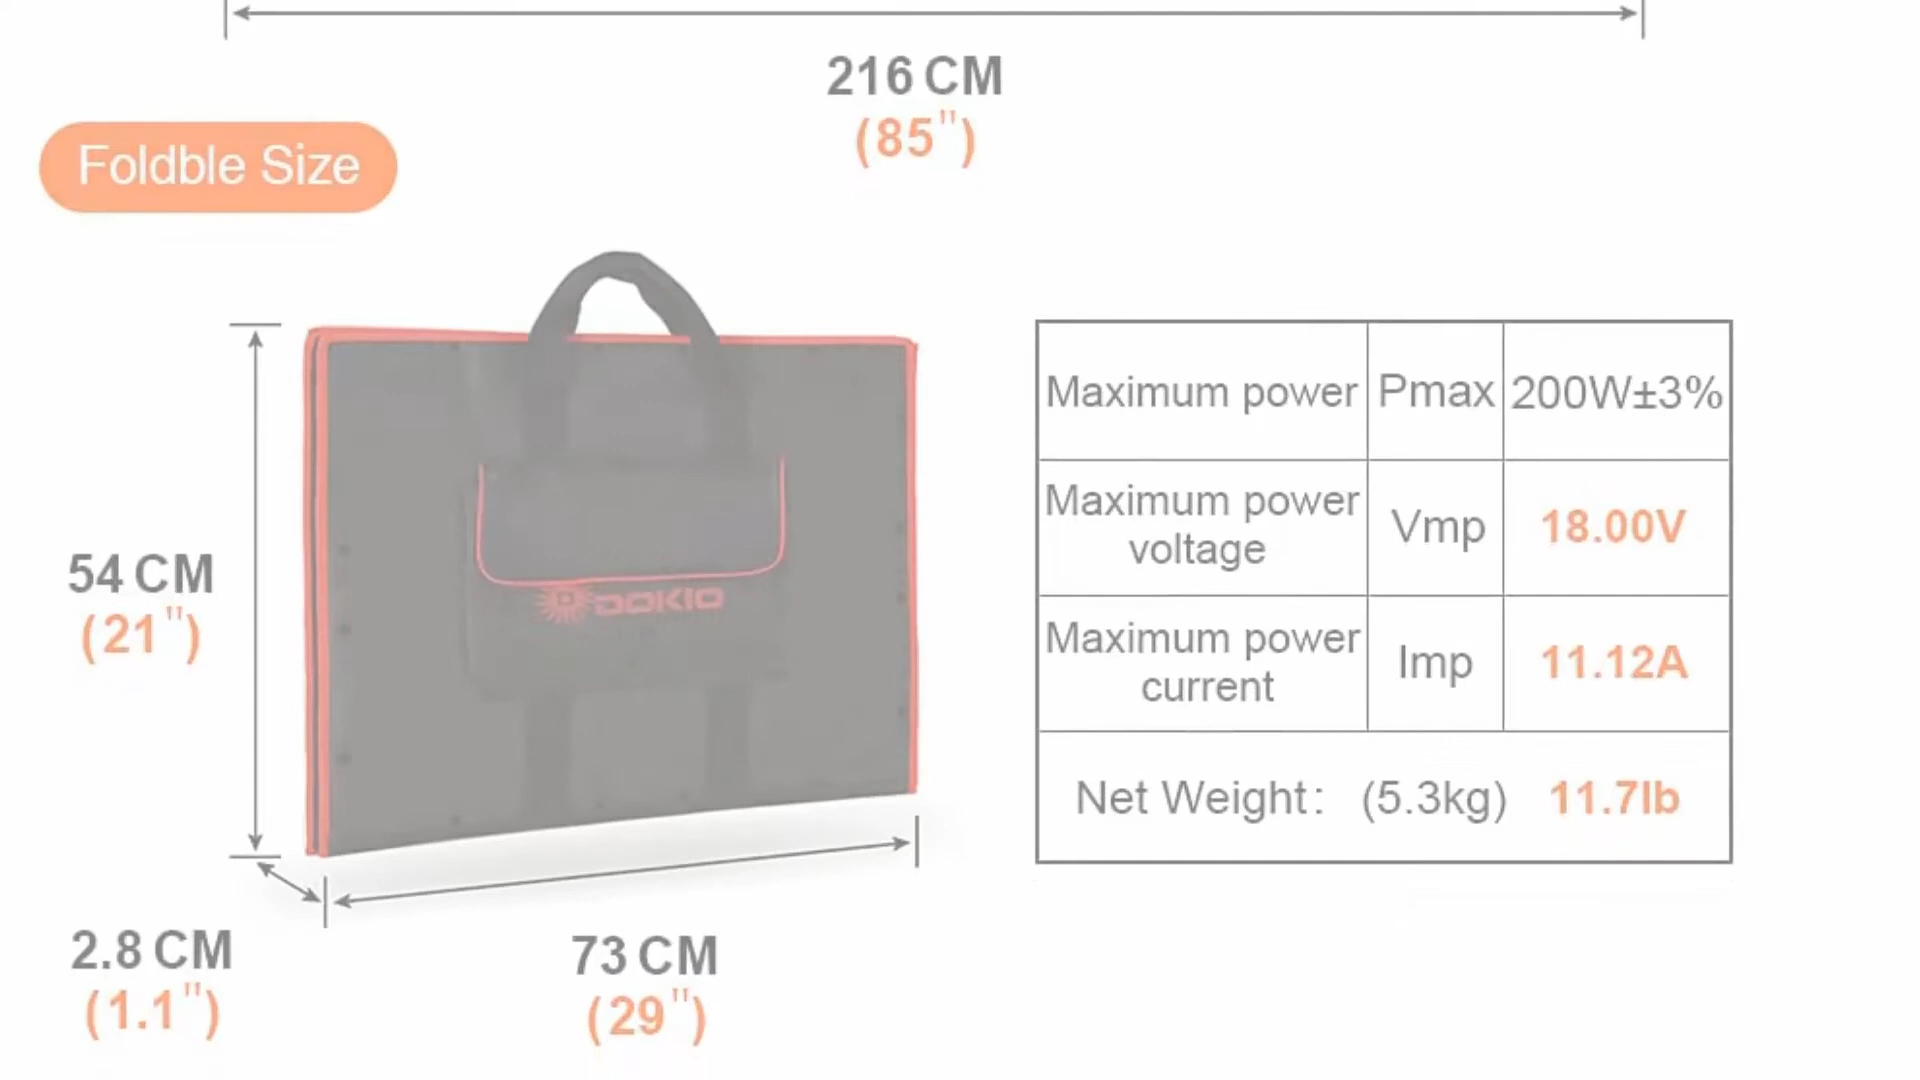 216 CM
(85")
Foldble Size
54 CM
(21")
DOKIO
2.8 CM
(1.1")
73 CM
(29")
Maximum power Pmax 200W±3%
Maximum power
voltage Vmp 18.00V
Maximum power
current Imp 11.12A
Net Weight: (5.3kg) 11.7lb